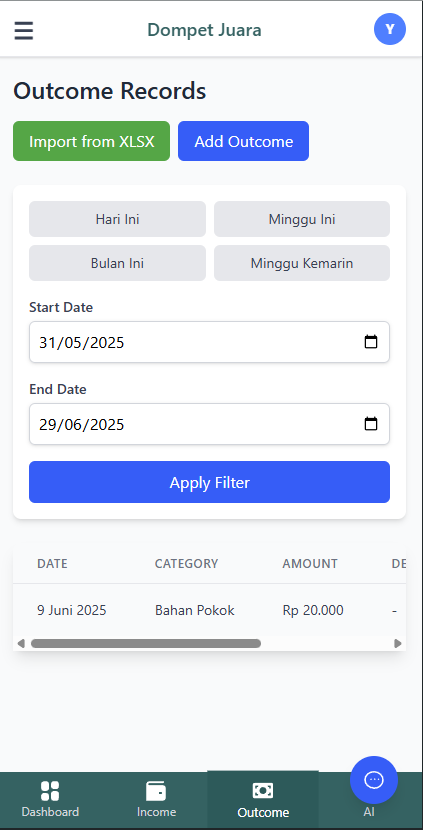 Dompet Juara
Y
Outcome Records
Import from XLSX
Add Outcome
Hari Ini
Minggu Ini
Bulan Ini
Minggu Kemarin
Start Date
31/05/2025
End Date
29/06/2025
Apply Filter
DATE CATEGORY AMOUNT DE
9 Juni 2025 Bahan Pokok Rp 20.000 -
Dashboard
Income
Outcome
AI